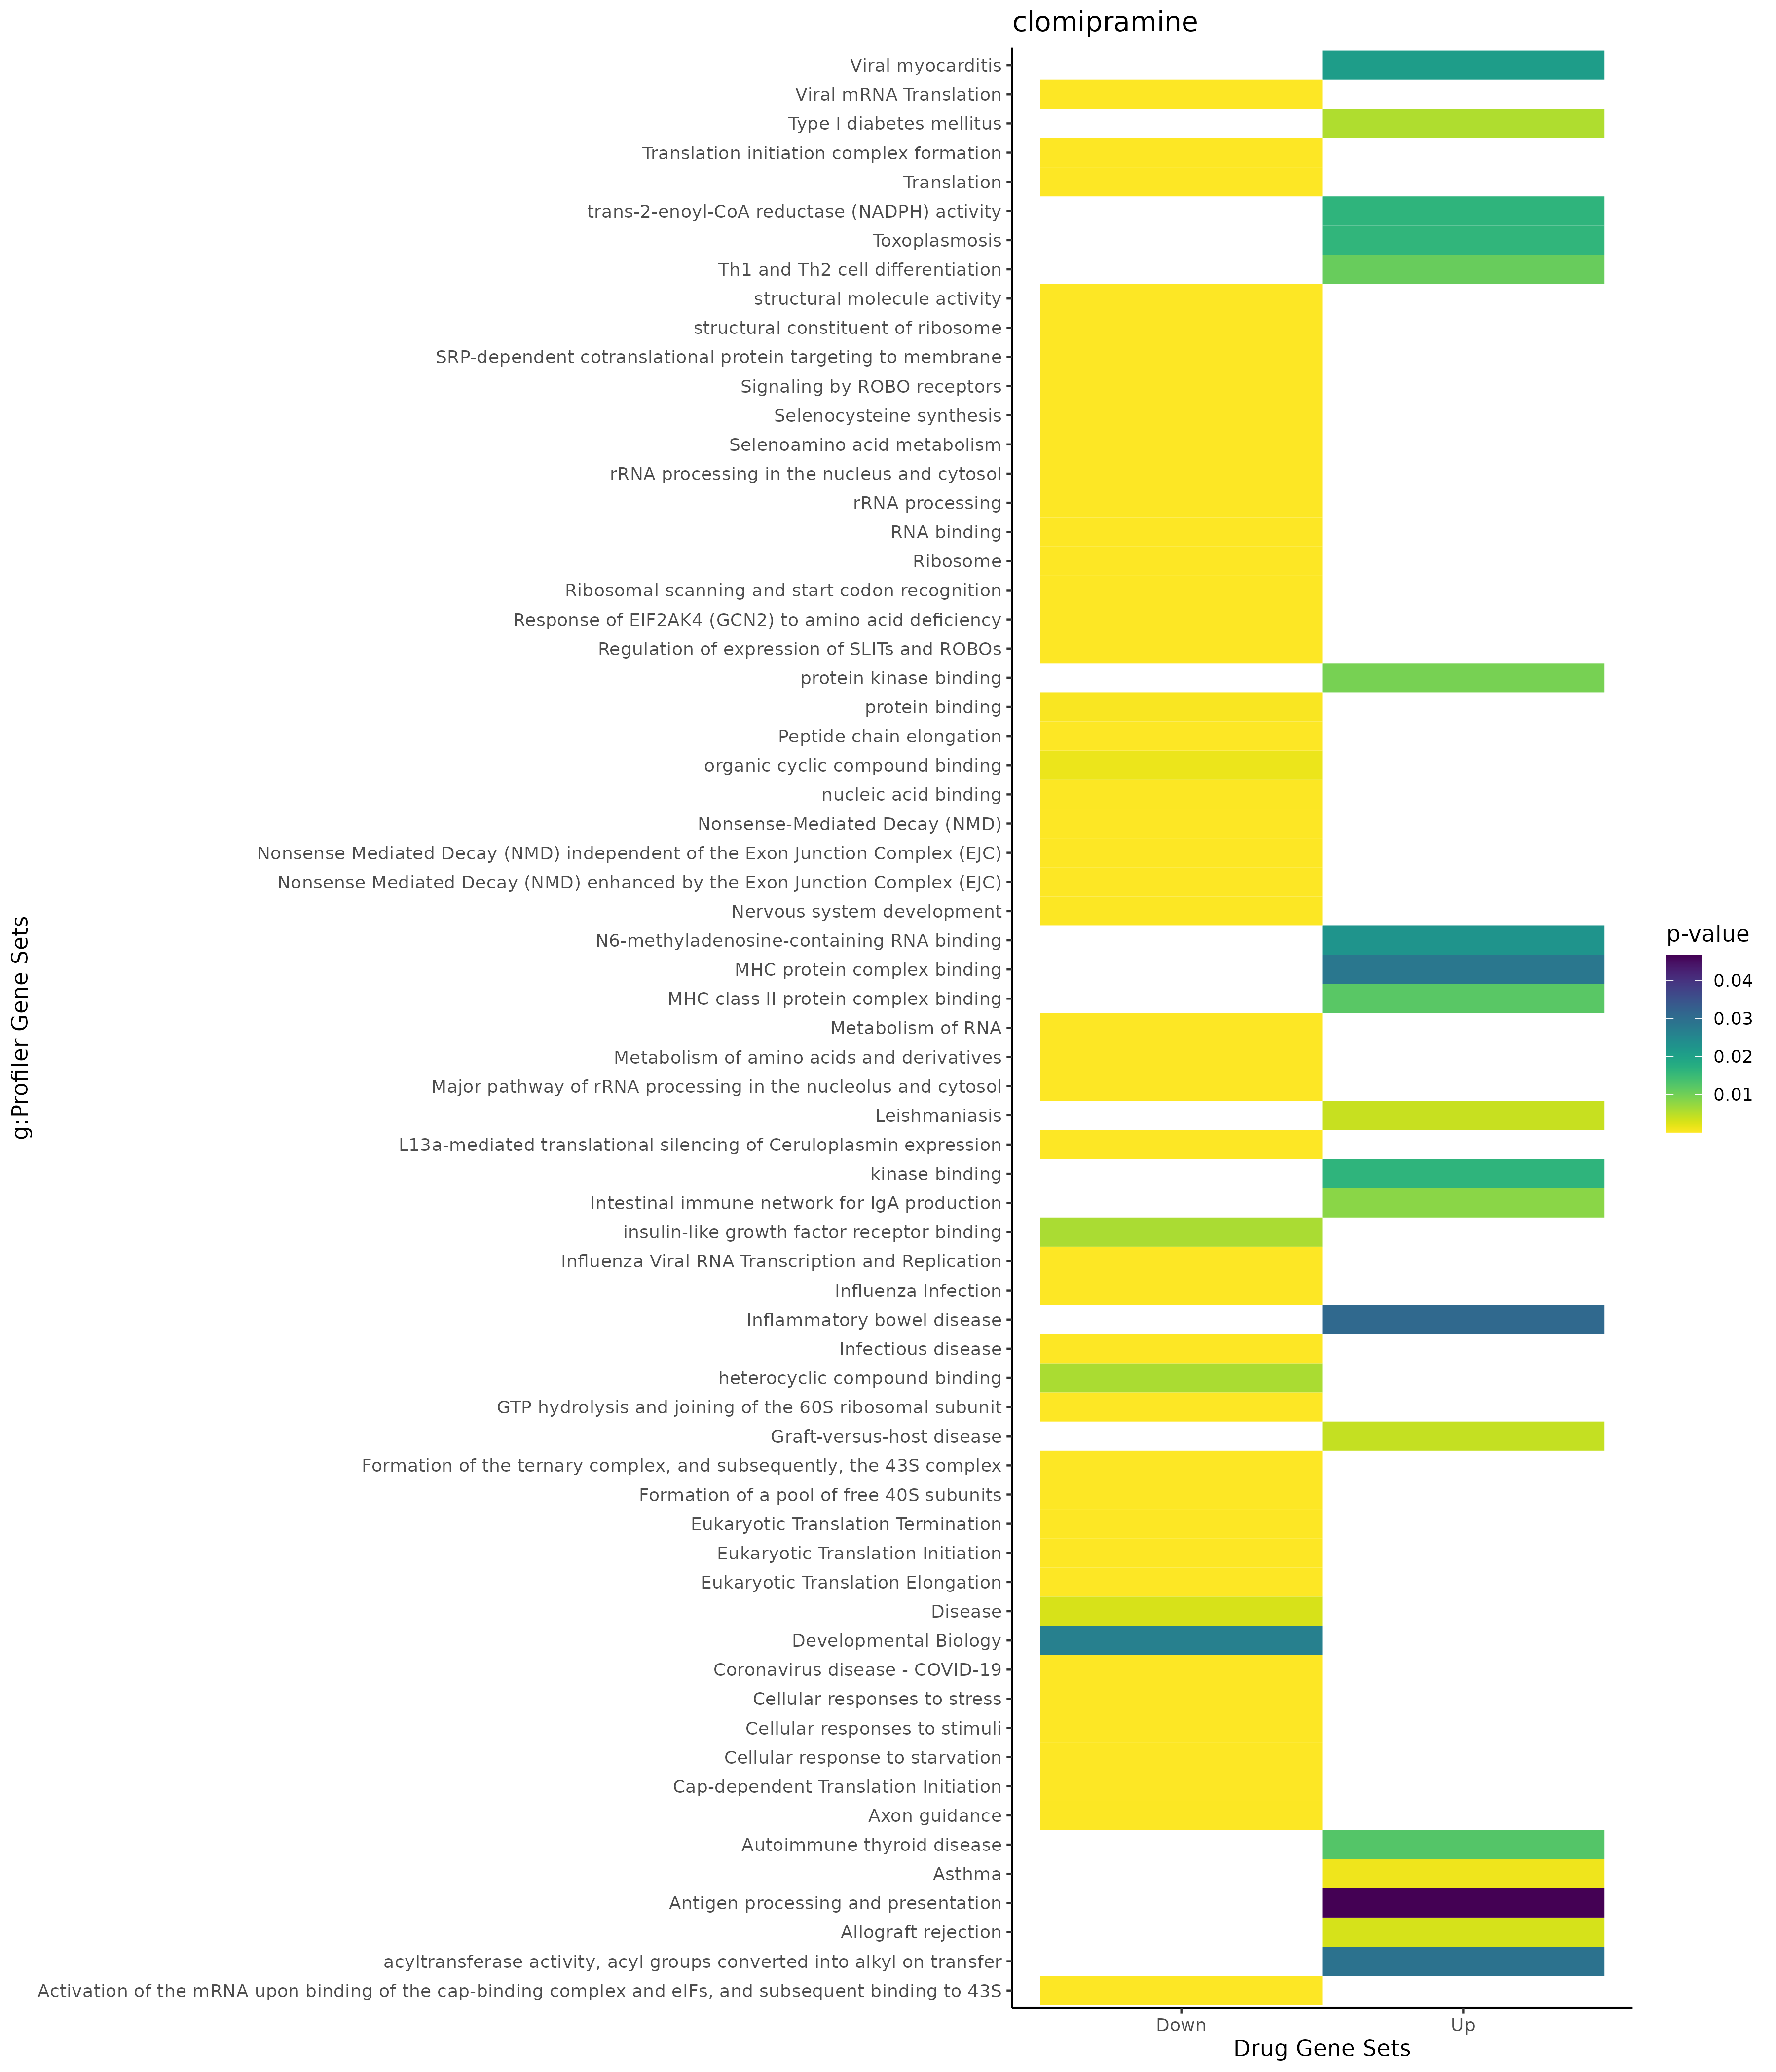 clomipramine
Viral myocarditis
Viral mRNA Translation
Type I diabetes mellitus
Translation initiation complex formation
Translation
trans-2-enoyl-CoA reductase (NADPH) activity
Toxoplasmosis
Th1 and Th2 cell differentiation
structural molecule activity
structural constituent of ribosome
SRP-dependent cotranslational protein targeting to membrane
Signaling by ROBO receptors
Selenocysteine synthesis
Selenoamino acid metabolism
rRNA processing in the nucleus and cytosol
rRNA processing
RNA binding
Ribosome
Ribosomal scanning and start codon recognition
Response of EIF2AK4 (GCN2) to amino acid deficiency
Regulation of expression of SLITs and ROBOs
protein kinase binding
protein binding
Peptide chain elongation
organic cyclic compound binding
nucleic acid binding
Nonsense-Mediated Decay (NMD)
Nonsense Mediated Decay (NMD) independent of the Exon Junction Complex (EJC)
Nonsense Mediated Decay (NMD) enhanced by the Exon Junction Complex (EJC)
Nervous system development
N6-methyladenosine-containing RNA binding
MHC protein complex binding
MHC class II protein complex binding
Metabolism of RNA
Metabolism of amino acids and derivatives
Major pathway of rRNA processing in the nucleolus and cytosol
Leishmaniasis
L13a-mediated translational silencing of Ceruloplasmin expression
kinase binding
Intestinal immune network for IgA production
insulin-like growth factor receptor binding
Influenza Viral RNA Transcription and Replication
Influenza Infection
Inflammatory bowel disease
Infectious disease
heterocyclic compound binding
GTP hydrolysis and joining of the 60S ribosomal subunit
Graft-versus-host disease
Formation of the ternary complex, and subsequently, the 43S complex
Formation of a pool of free 40S subunits
Eukaryotic Translation Termination
Eukaryotic Translation Initiation
Eukaryotic Translation Elongation
Disease
Developmental Biology
Coronavirus disease - COVID-19
Cellular responses to stress
Cellular responses to stimuli
Cellular response to starvation
Cap-dependent Translation Initiation
Axon guidance
Autoimmune thyroid disease
Asthma
Antigen processing and presentation
Allograft rejection
acyltransferase activity, acyl groups converted into alkyl on transfer
Activation of the mRNA upon binding of the cap-binding complex and eIFs, and subsequent binding to 43S
g:Profiler Gene Sets
Down
Up
Drug Gene Sets
p-value
0.04
0.03
0.02
0.01